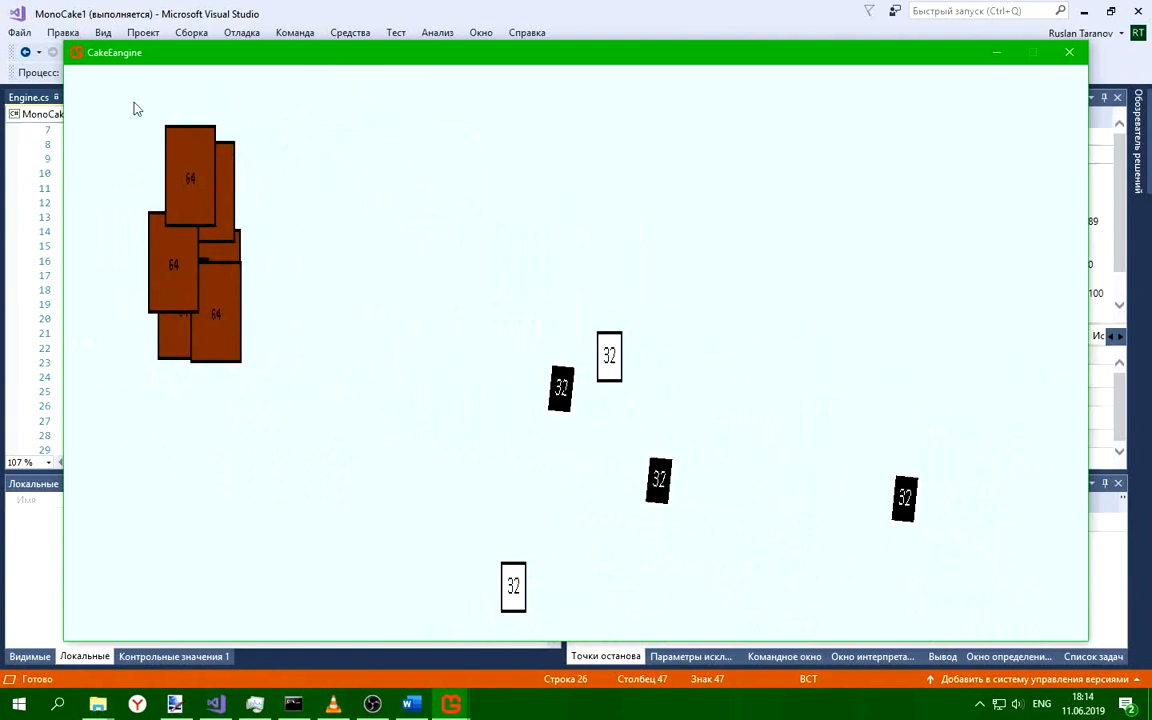 MonoCake1 (выполняется) - Microsoft Visual Studio
Быстрый запуск (Ctrl+Q)
Файл Правка Вид Проект Сборка Отладка Команда Средства Тест Анализ Окно Справка
Ruslan Taranov RT
CakeEangine
Процесс:
Engine.cs
C# MonoCak
7
8
9
10
11
12
13
14
15
16
17
18
19
20
21
22
23
24
25
26
27
28
29
64
64
64
32
32
32
32
32
89
0
100
Ис
Обозреватель решений
107 %
Локальные
Имя
Видимые Локальные Контрольные значения 1
Точки останова Параметры искл... Командное окно Окно интерпрета... Вывод Окно определени... Список задач
Готово Строка 26 Столбец 47 Знак 47 ВСТ Добавить в систему управления версиями
ENG
18:14
11.06.2019
2